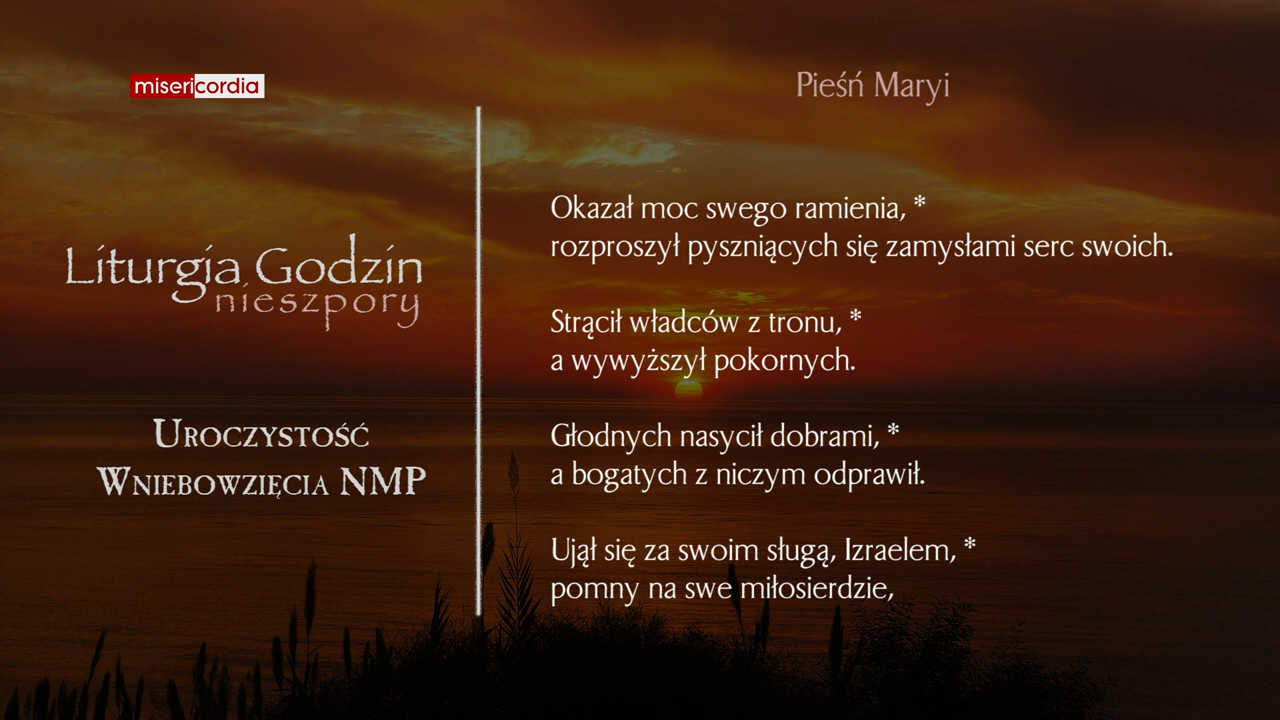 misericordia
Liturgia Godzin
nieszpory
Uroczystość
Wniebowzięcia NMP
Pieśń Maryi
Okazał moc swego ramienia, *
rozproszył pyszniących się zamysłami serc swoich.
Strącił władców z tronu, *
a wywyższył pokornych.
Głodnych nasycił dobrami, *
a bogatych z niczym odprawił.
Ujął się za swoim sługą, Izraelem, *
pomny na swe miłosierdzie,